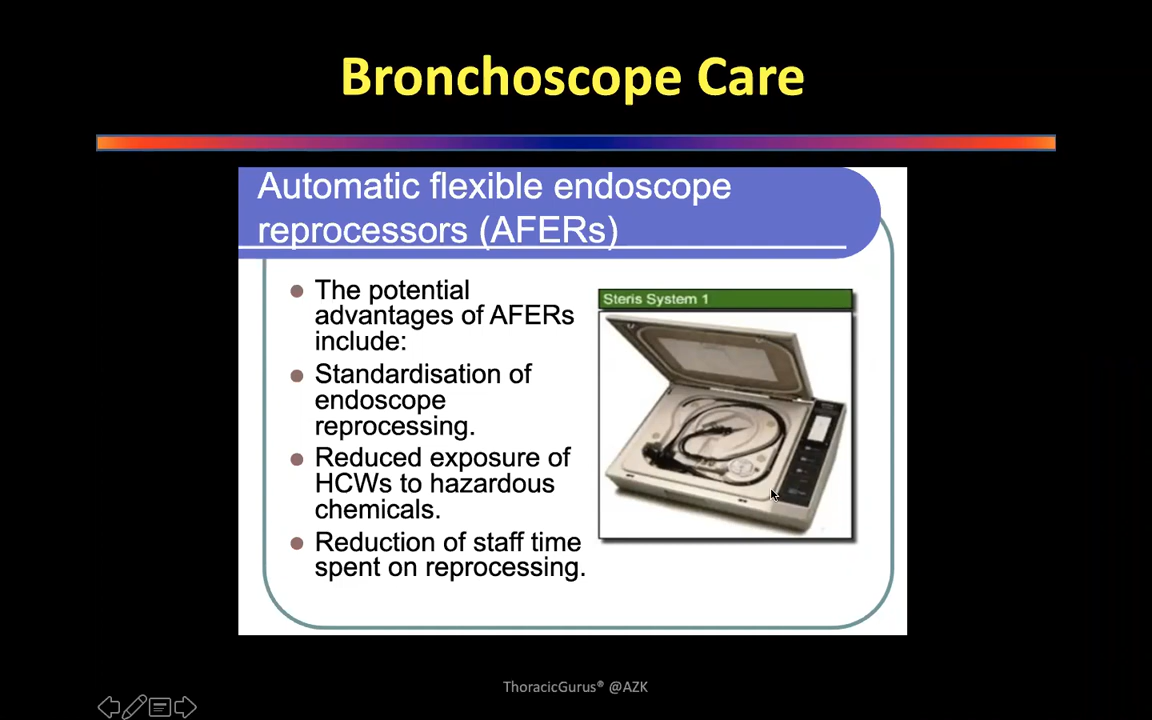 Bronchoscope Care
Automatic flexible endoscope
reprocessors (AFERs)
The potential
advantages of AFERs
include:
Standardisation of
endoscope
reprocessing.
Reduced exposure of
HCWs to hazardous
chemicals.
Reduction of staff time
spent on reprocessing.
Steris System 1
ThoracicGurus® @AZK